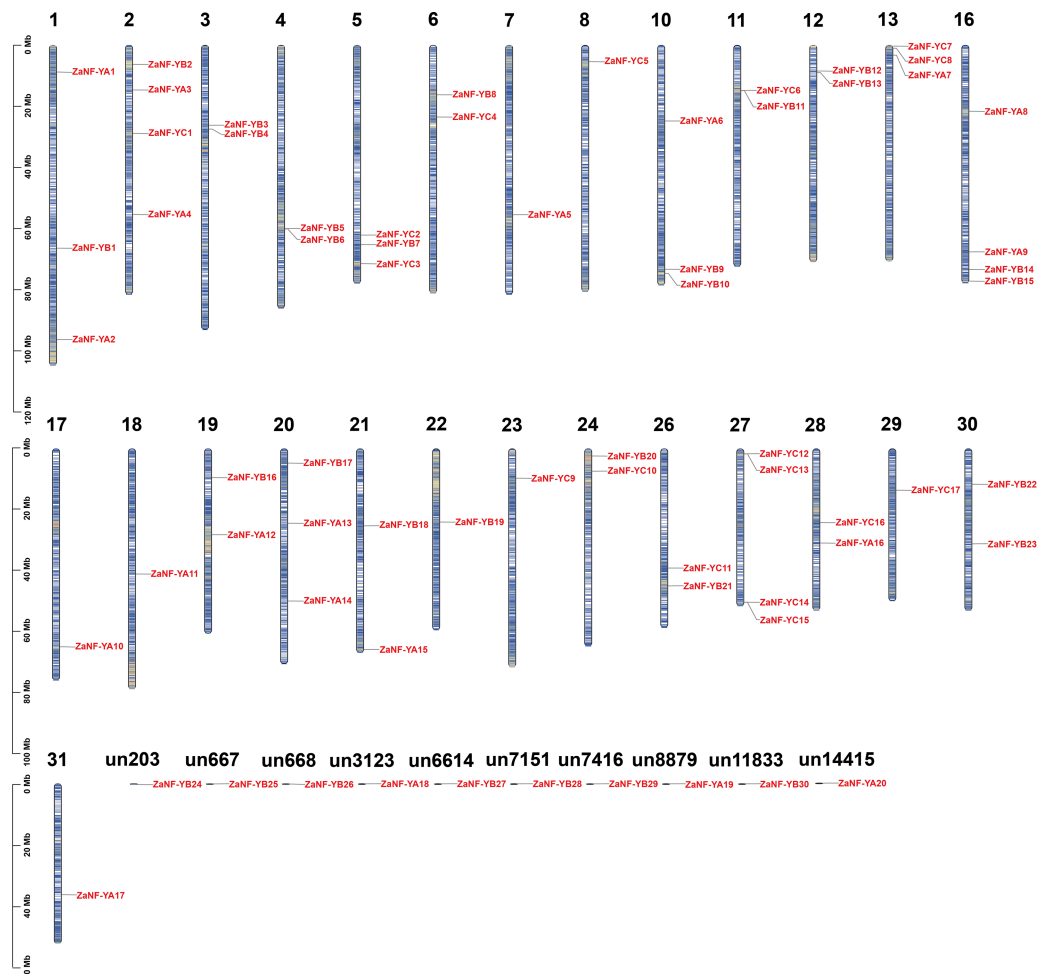 1 2 3 4 5 6 7 8 10 11 12 13 16
0 Mb
20 Mb
40 Mb
60 Mb
80 Mb
100 Mb
120 Mb
ZaNF-YA1
ZaNF-YB1
ZaNF-YA2
ZaNF-YB2
ZaNF-YA3
ZaNF-YC1
ZaNF-YA4
ZaNF-YB3
ZaNF-YB4
ZaNF-YB5
ZaNF-YB6
ZaNF-YC2
ZaNF-YB7
ZaNF-YC3
ZaNF-YB8
ZaNF-YC4
ZaNF-YA5
ZaNF-YC5
ZaNF-YA6
ZaNF-YB9
ZaNF-YB10
ZaNF-YC6
ZaNF-YB11
ZaNF-YB12
ZaNF-YB13
ZaNF-YC7
ZaNF-YC8
ZaNF-YA7
ZaNF-YA8
ZaNF-YA9
ZaNF-YB14
ZaNF-YB15
17 18 19 20 21 22 23 24 26 27 28 29 30
0 Mb
20 Mb
40 Mb
60 Mb
80 Mb
100 Mb
ZaNF-YA10
ZaNF-YA11
ZaNF-YB16
ZaNF-YA12
ZaNF-YB17
ZaNF-YA13
ZaNF-YA14
ZaNF-YB18
ZaNF-YA15
ZaNF-YB19
ZaNF-YC9
ZaNF-YB20
ZaNF-YC10
ZaNF-YC11
ZaNF-YB21
ZaNF-YC12
ZaNF-YC13
ZaNF-YC14
ZaNF-YC15
ZaNF-YC16
ZaNF-YA16
ZaNF-YC17
ZaNF-YB22
ZaNF-YB23
31 un203 un667 un668 un3123 un6614 un7151 un7416 un8879 un11833 un14415
0 Mb
20 Mb
40 Mb
0 Mb
ZaNF-YA17
ZaNF-YB24
ZaNF-YB25
ZaNF-YB26
ZaNF-YA18
ZaNF-YB27
ZaNF-YB28
ZaNF-YB29
ZaNF-YA19
ZaNF-YB30
ZaNF-YA20